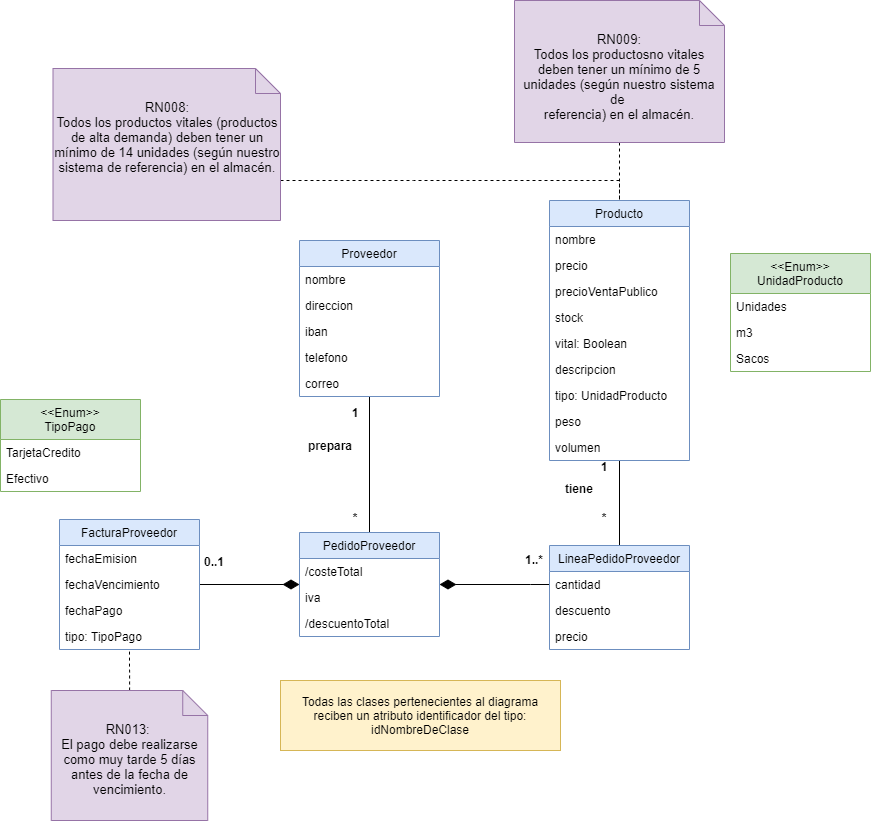 RN009:
Todos los productosno vitales
deben tener un mínimo de 5
unidades (según nuestro sistema
de
referencia) en el almacén.
RN008:
Todos los productos vitales (productos
de alta demanda) deben tener un
mínimo de 14 unidades (según nuestro
sistema de referencia) en el almacén.
Producto
nombre
precio
precioVentaPublico
stock
vital: Boolean
descripcion
tipo: UnidadProducto
peso
volumen
Proveedor
nombre
direccion
iban
telefono
correo
<<Enum>>
UnidadProducto
Unidades
m3
Sacos
<<Enum>>
TipoPago
TarjetaCredito
Efectivo
1
prepara
*
1
tiene
*
FacturaProveedor
fechaEmision
fechaVencimiento
fechaPago
tipo: TipoPago
0..1
PedidoProveedor
/costeTotal
iva
/descuentoTotal
1..*
LineaPedidoProveedor
cantidad
descuento
precio
RN013:
El pago debe realizarse
como muy tarde 5 días
antes de la fecha de
vencimiento.
Todas las clases pertenecientes al diagrama
reciben un atributo identificador del tipo:
idNombreDeClase